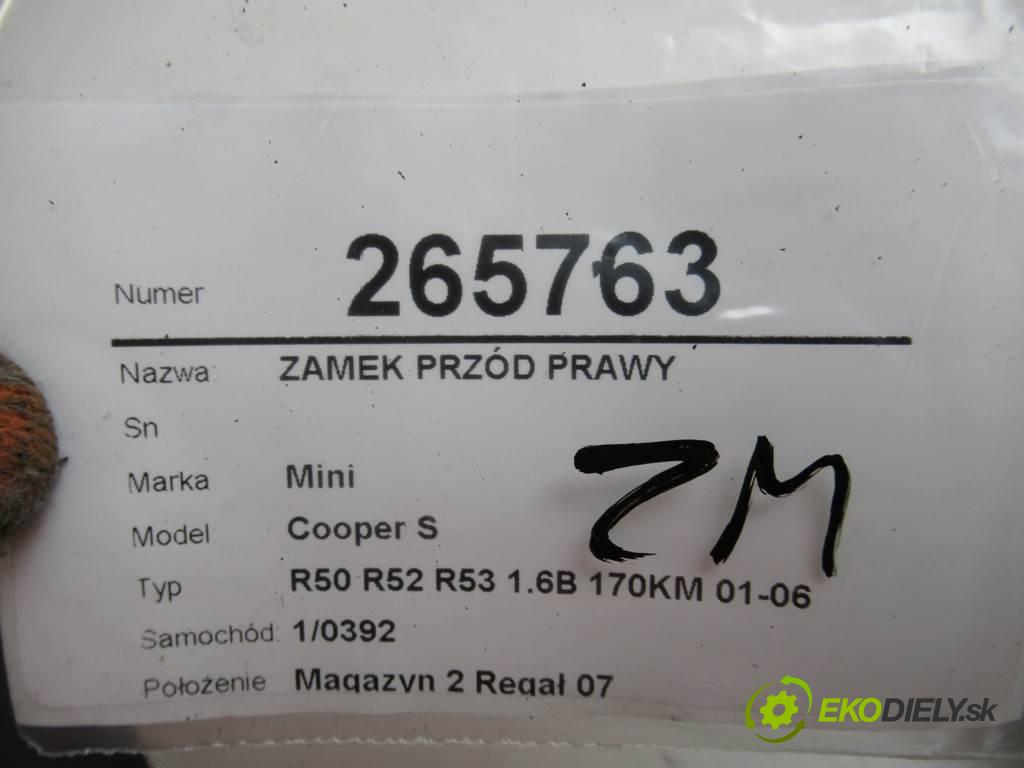 Numer 265763
Nazwa: ZAMEK PRZÓD PRAWY
Sn
Marka Mini
ZM
Model Cooper S
Typ R50 R52 R53 1.6B 170KM 01-06
Samochód: 1/0392
Położenie Magazyn 2 Regał 07
EKODIELY.sk